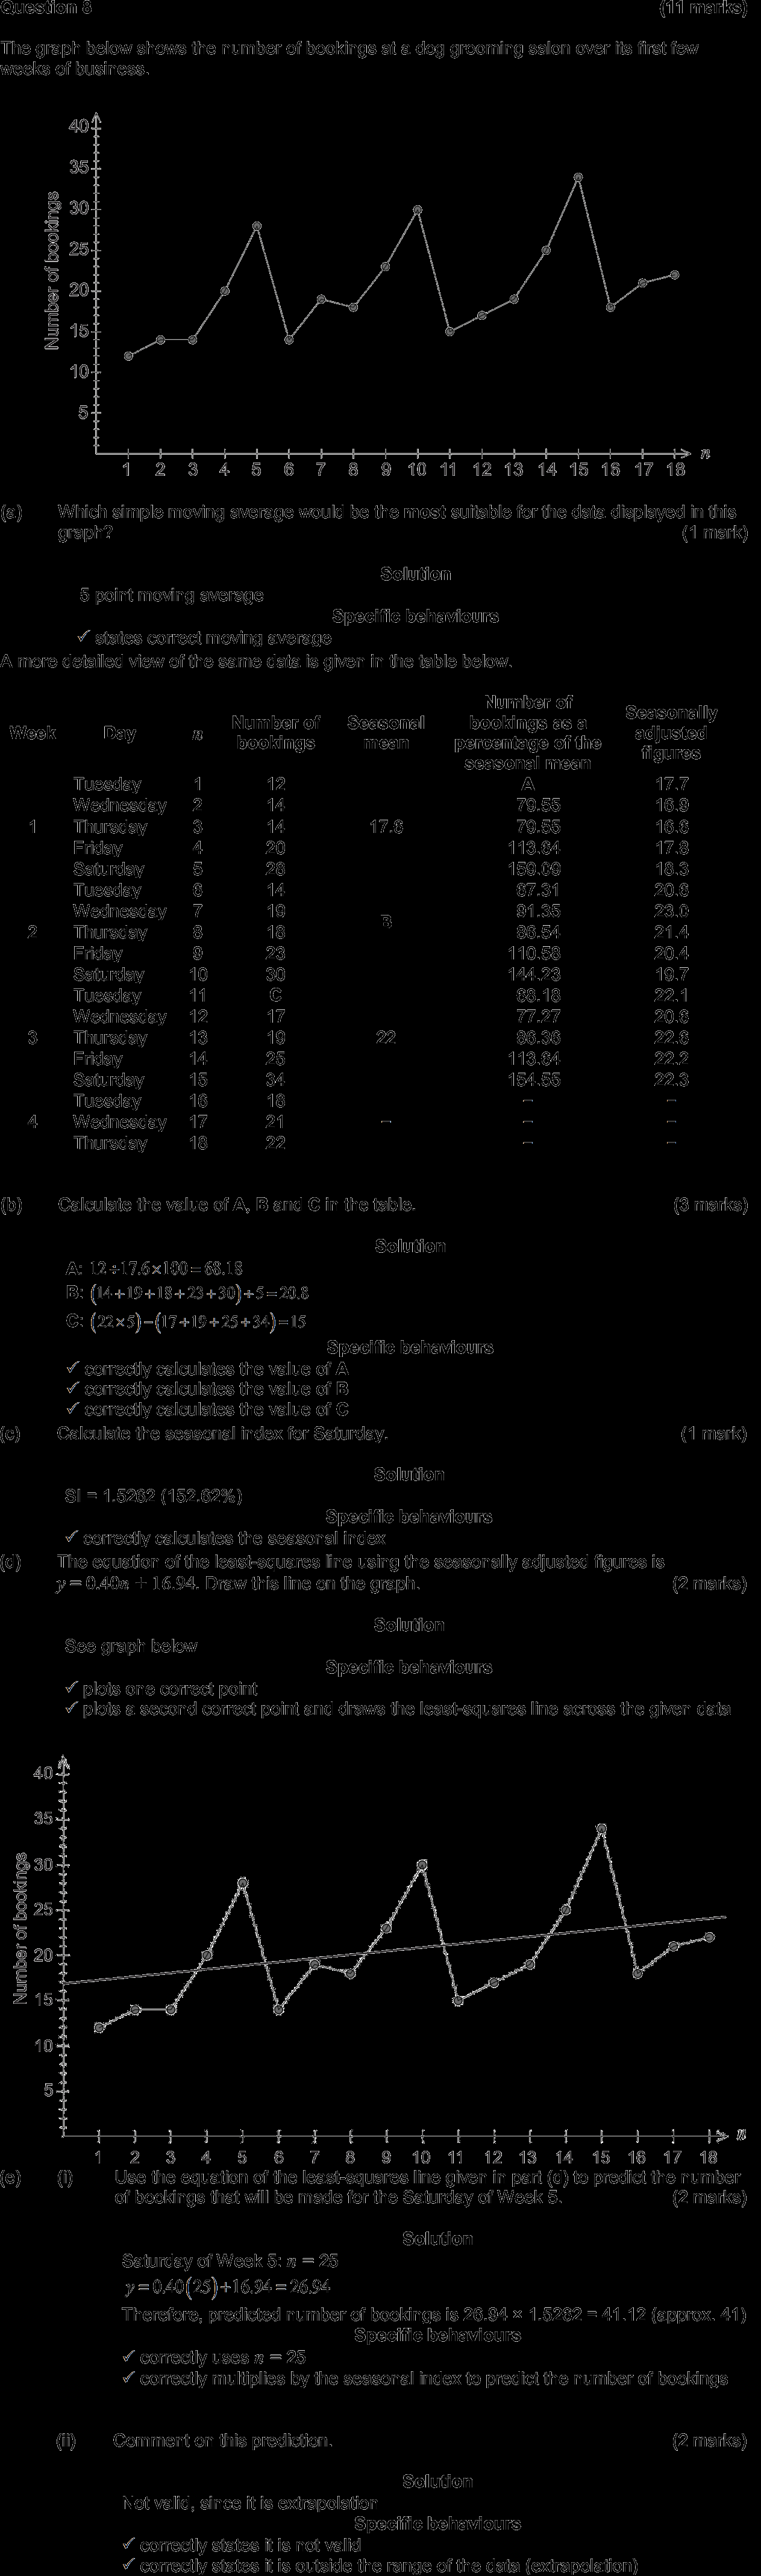 Question 8 (11 marks)
The graph below shows the number of bookings at a dog grooming salon over its first few
weeks of business.
40
35
30
25
20
15
10
5
Number of bookings
1 2 3 4 5 6 7 8 9 10 11 12 13 14 15 16 17 18 n
(a) Which simple moving average would be the most suitable for the data displayed in this
graph? (1 mark)
Solution
5 point moving average
Specific behaviours
✓ states correct moving average
A more detailed view of the same data is given in the table below.
Week Day n Number of bookings Seasonal mean Number of bookings as a percentage of the seasonal mean Seasonally adjusted figures
Tuesday 1 12 A 17.7
Wednesday 2 14 79.55 16.9
1 Thursday 3 14 17.6 79.55 16.6
Friday 4 20 113.64 17.8
Saturday 5 28 159.09 18.3
Tuesday 6 14 67.31 20.6
Wednesday 7 19 91.35 23.0
2 Thursday 8 18 B 86.54 21.4
Friday 9 23 110.58 20.4
Saturday 10 30 144.23 19.7
Tuesday 11 C 68.18 22.1
Wednesday 12 17 77.27 20.6
3 Thursday 13 19 22 86.36 22.6
Friday 14 25 113.64 22.2
Saturday 15 34 154.55 22.3
Tuesday 16 18 – –
4 Wednesday 17 21 – – –
Thursday 18 22 – –
(b) Calculate the value of A, B and C in the table. (3 marks)
Solution
A: 12÷17.6×100=68.18
B: (14+19+18+23+30)÷5=20.8
C: (22×5)−(17+19+25+34)=15
Specific behaviours
✓ correctly calculates the value of A
✓ correctly calculates the value of B
✓ correctly calculates the value of C
(c) Calculate the seasonal index for Saturday. (1 mark)
Solution
SI = 1.5262 (152.62%)
Specific behaviours
✓ correctly calculates the seasonal index
(d) The equation of the least-squares line using the seasonally adjusted figures is
y = 0.40n + 16.94. Draw this line on the graph. (2 marks)
Solution
See graph below
Specific behaviours
✓ plots one correct point
✓ plots a second correct point and draws the least-squares line across the given data
40
35
30
25
20
15
10
5
Number of bookings
1 2 3 4 5 6 7 8 9 10 11 12 13 14 15 16 17 18 n
(e) (i) Use the equation of the least-squares line given in part (d) to predict the number
of bookings that will be made for the Saturday of Week 5. (2 marks)
Solution
Saturday of Week 5: n = 25
y=0.40(25)+16.94=26.94
Therefore, predicted number of bookings is 26.94 × 1.5262 = 41.12 (approx. 41)
Specific behaviours
✓ correctly uses n = 25
✓ correctly multiplies by the seasonal index to predict the number of bookings
(ii) Comment on this prediction. (2 marks)
Solution
Not valid, since it is extrapolation
Specific behaviours
✓ correctly states it is not valid
✓ correctly states it is outside the range of the data (extrapolation)